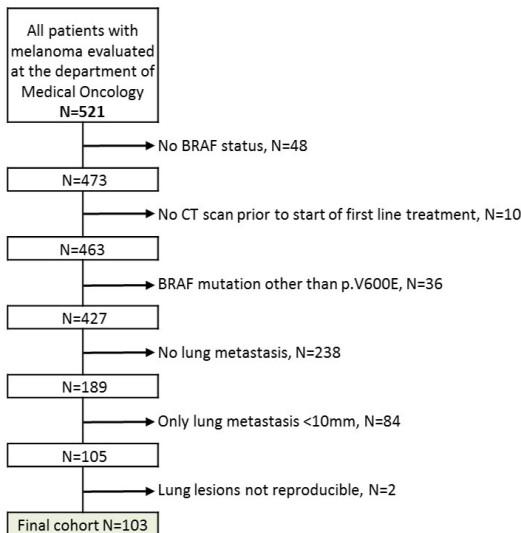 All patients with
melanoma evaluated
at the department of
Medical Oncology
N=521
No BRAF status, N=48
N=473
No CT scan prior to start of first line treatment, N=10
N=463
BRAF mutation other than p.V600E, N=36
N=427
No lung metastasis, N=238
N=189
Only lung metastasis <10mm, N=84
N=105
Lung lesions not reproducible, N=2
Final cohort N=103